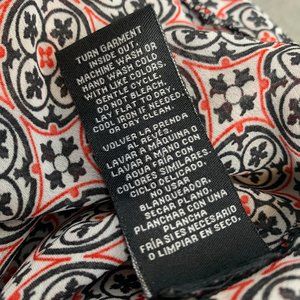 TURN GARMENT
INSIDE OUT.
MACHINE WASH OR
HAND WASH COLD
WITH LIKE COLORS.
GENTLE CYCLE.
DO NOT BLEACH.
LAY FLAT TO DRY.
COOL IRON IF NEEDED.
OR DRY CLEAN.
VOLVER LA PRENDA
AL REVÉS.
LAVAR A MÁQUINA O
LAVAR A MANO CON
AGUA FRÍA CON
COLORES SIMILARES.
CICLO DELICADO.
NO USAR
BLANQUEADOR.
SECAR PLANO.
PLANCHAR CON UNA
PLANCHA
FRÍA SI ES NECESARIO
O LIMPIAR EN SECO.